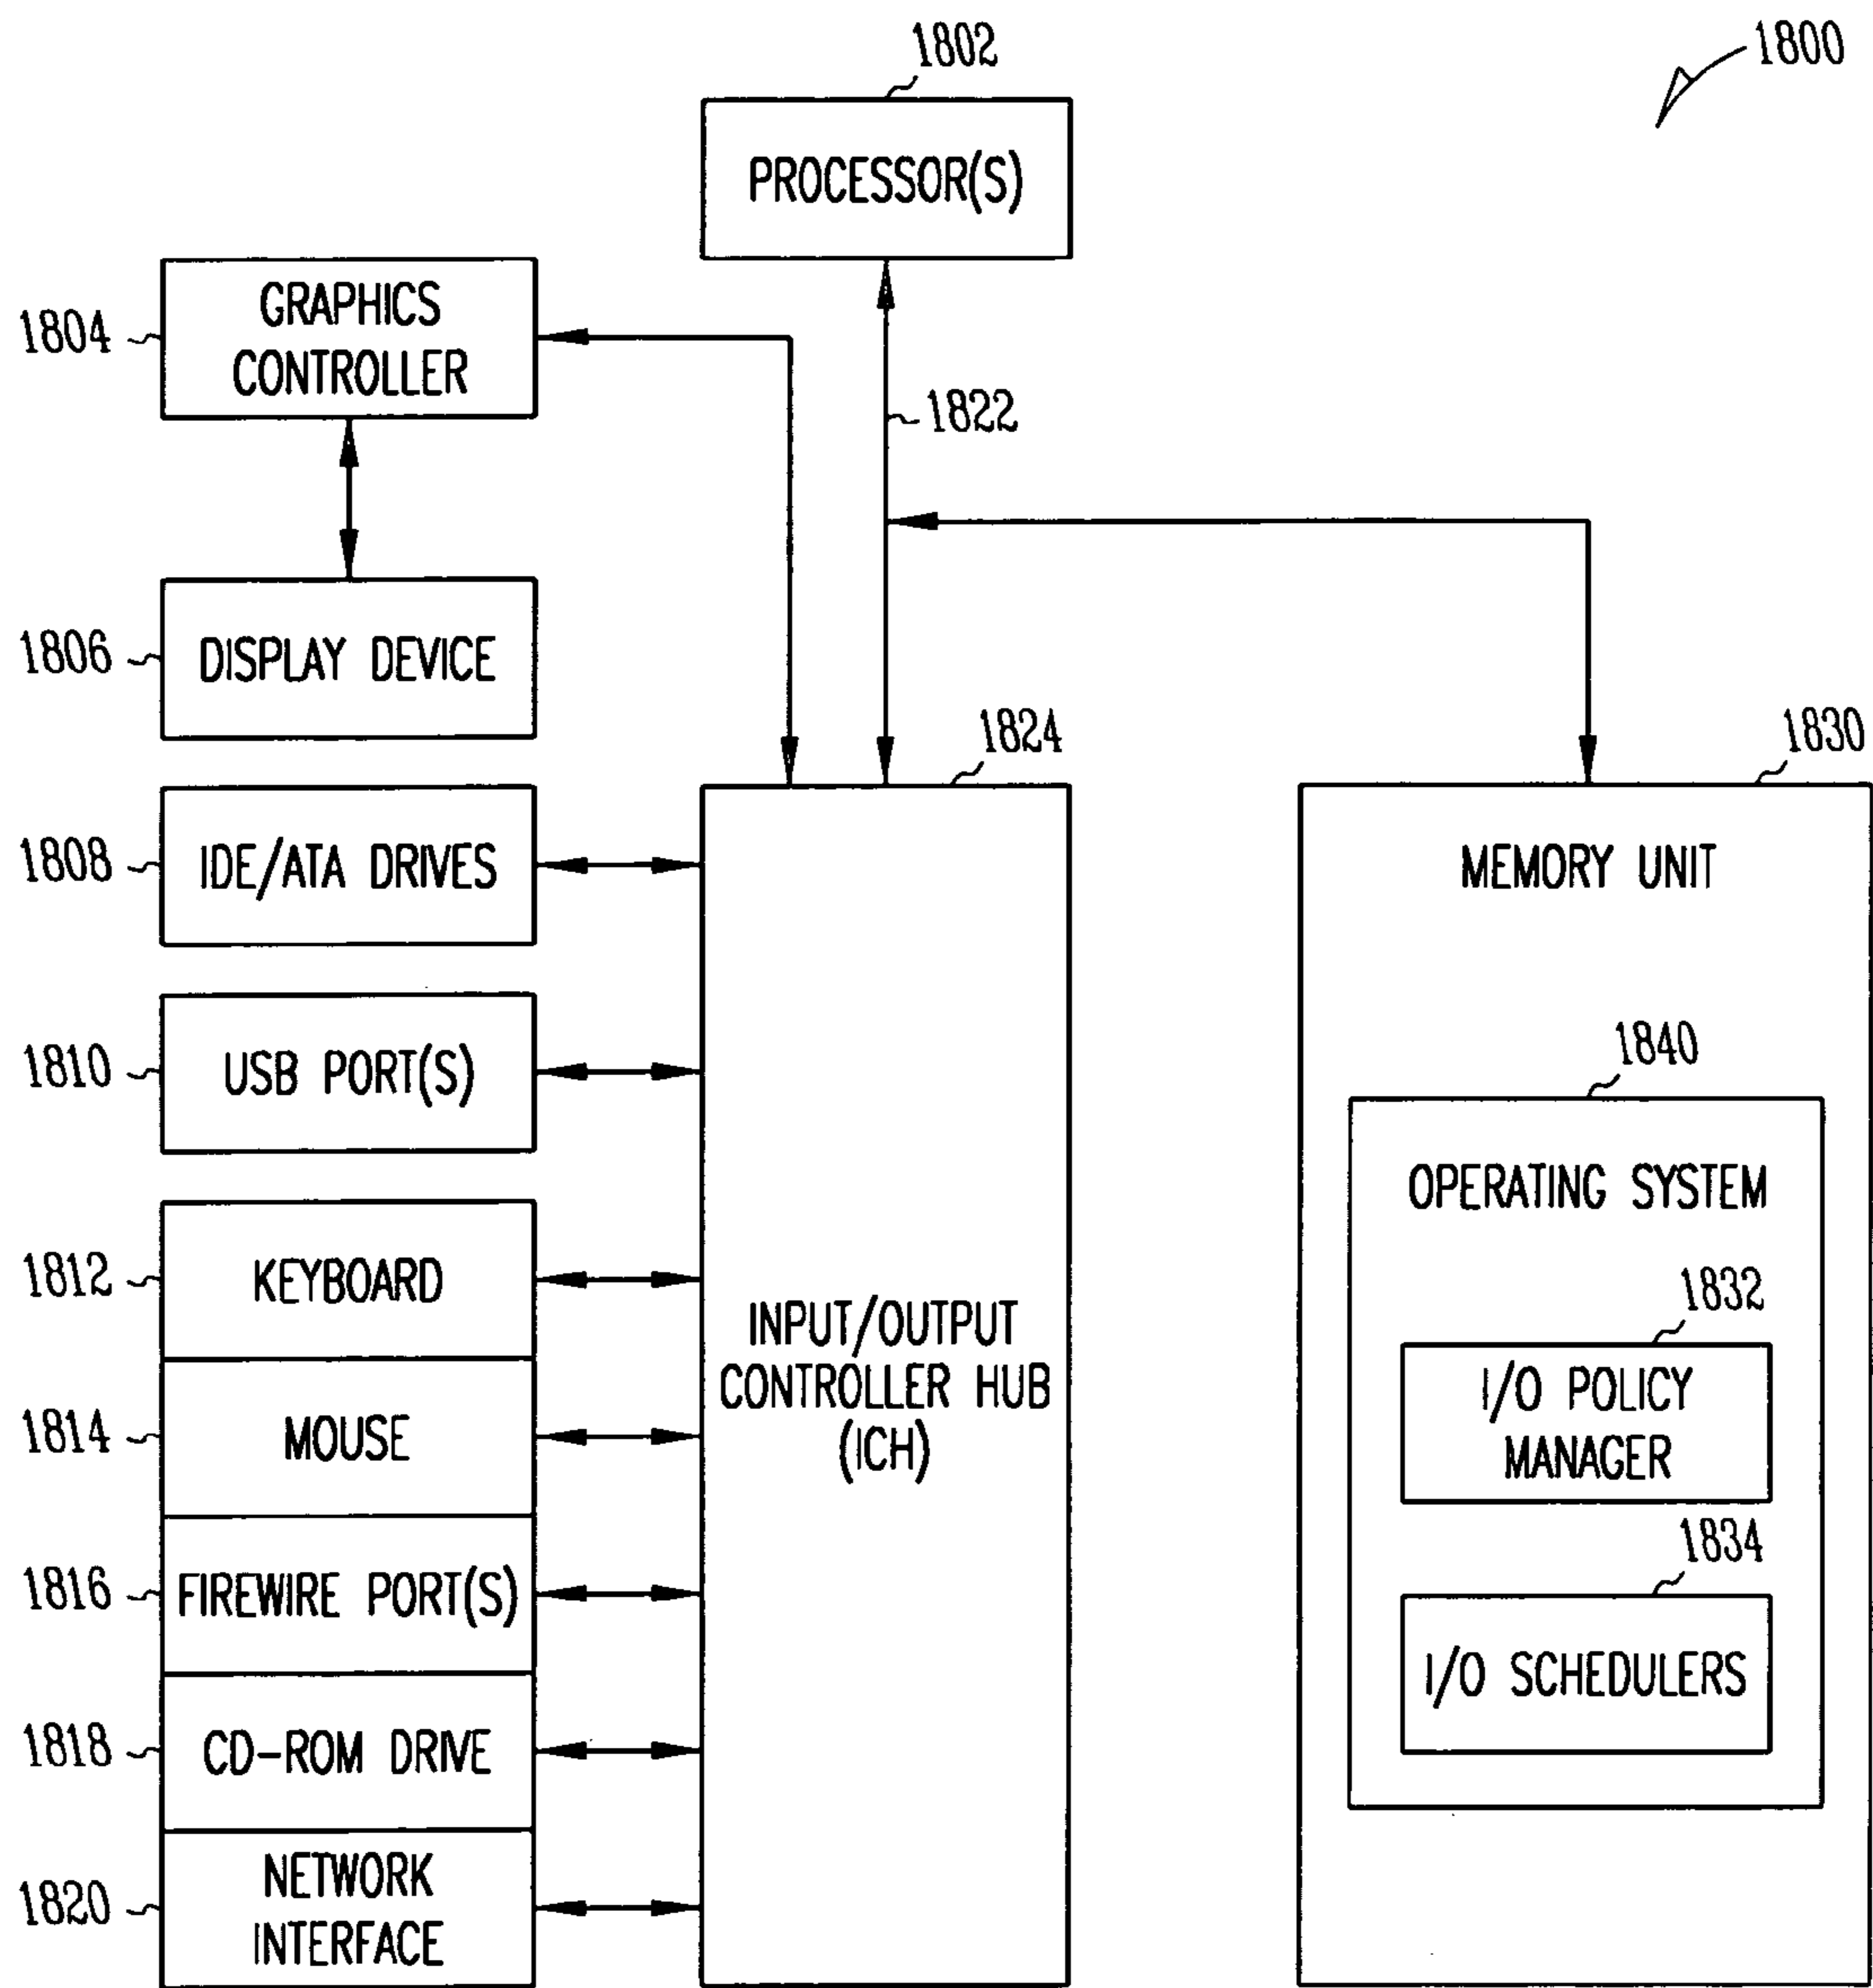 1802
1800
PROCESSOR(S)
1804
GRAPHICS
CONTROLLER
1822
1806
DISPLAY DEVICE
1824
1830
1808
IDE/ATA DRIVES
MEMORY UNIT
1810
USB PORT(S)
1840
OPERATING SYSTEM
1812
KEYBOARD
INPUT/OUTPUT
CONTROLLER HUB
(ICH)
1832
I/O POLICY
MANAGER
1814
MOUSE
1834
1816
FIREWIRE PORT(S)
I/O SCHEDULERS
1818
CD-ROM DRIVE
1820
NETWORK
INTERFACE